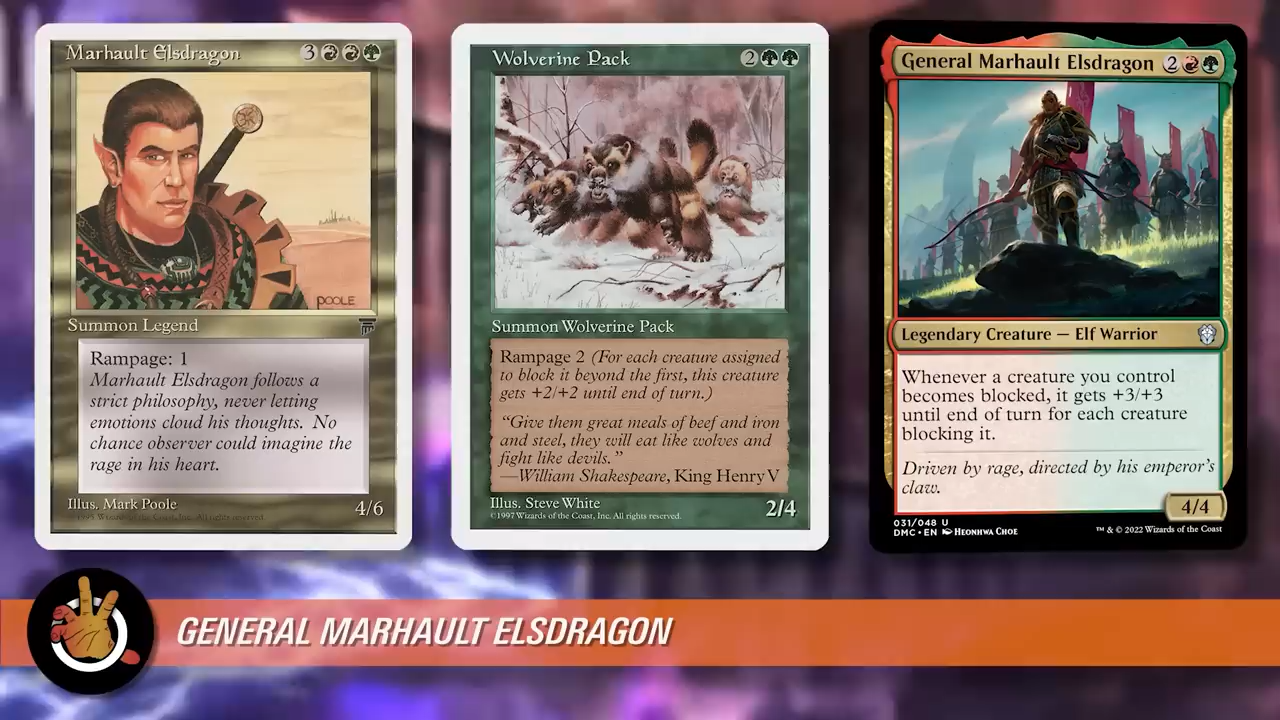 Marhault Elsdragon 3
POOLE
Summon Legend
Rampage: 1
Marhault Elsdragon follows a
strict philosophy, never letting
emotions cloud his thoughts. No
chance observer could imagine the
rage in his heart.
Illus. Mark Poole
4/6
Wolverine Pack 2
Summon Wolverine Pack
Rampage 2 (For each creature assigned
to block it beyond the first, this creature
gets +2/+2 until end of turn.)
“Give them great meals of beef and iron
and steel, they will eat like wolves and
fight like devils.”
—William Shakespeare, King Henry V
Illus. Steve White
©1997 Wizards of the Coast, Inc. All rights reserved.
2/4
General Marhault Elsdragon 2
Legendary Creature — Elf Warrior
Whenever a creature you control
becomes blocked, it gets +3/+3
until end of turn for each creature
blocking it.
Driven by rage, directed by his emperor's
claw.
4/4
031/048 U
DMC • EN Heonhwa Choe
™ & © 2022 Wizards of the Coast
GENERAL MARHAULT ELSDRAGON